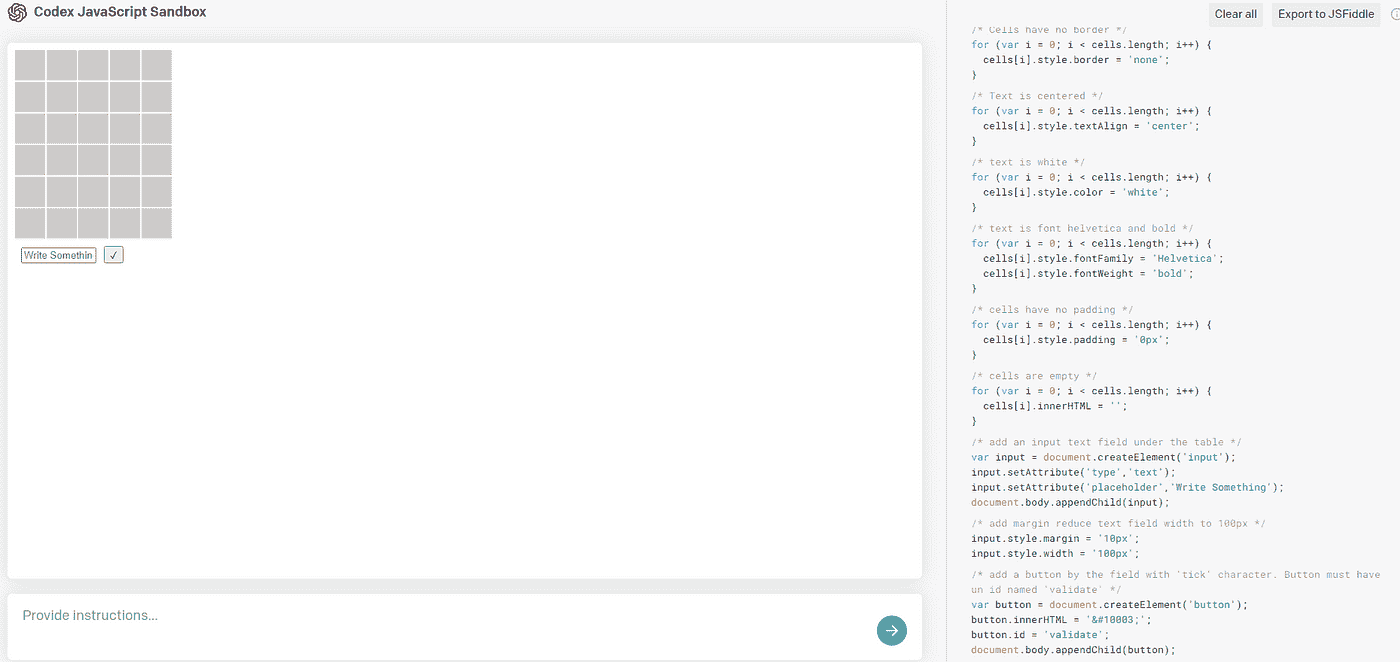 Codex JavaScript Sandbox
Clear all
Export to JSFiddle
Write Somethin
✓
Provide instructions...
/* Cells have no border */
for (var i = 0; i < cells.length; i++) {
  cells[i].style.border = 'none';
}
/* Text is centered */
for (var i = 0; i < cells.length; i++) {
  cells[i].style.textAlign = 'center';
}
/* text is white */
for (var i = 0; i < cells.length; i++) {
  cells[i].style.color = 'white';
}
/* text is font helvetica and bold */
for (var i = 0; i < cells.length; i++) {
  cells[i].style.fontFamily = 'Helvetica';
  cells[i].style.fontWeight = 'bold';
}
/* cells have no padding */
for (var i = 0; i < cells.length; i++) {
  cells[i].style.padding = '0px';
}
/* cells are empty */
for (var i = 0; i < cells.length; i++) {
  cells[i].innerHTML = '';
}
/* add an input text field under the table */
var input = document.createElement('input');
input.setAttribute('type','text');
input.setAttribute('placeholder','Write Something');
document.body.appendChild(input);
/* add margin reduce text field width to 100px */
input.style.margin = '10px';
input.style.width = '100px';
/* add a button by the field with 'tick' character. Button must have
un id named 'validate' */
var button = document.createElement('button');
button.innerHTML = '&#10003;';
button.id = 'validate';
document.body.appendChild(button);